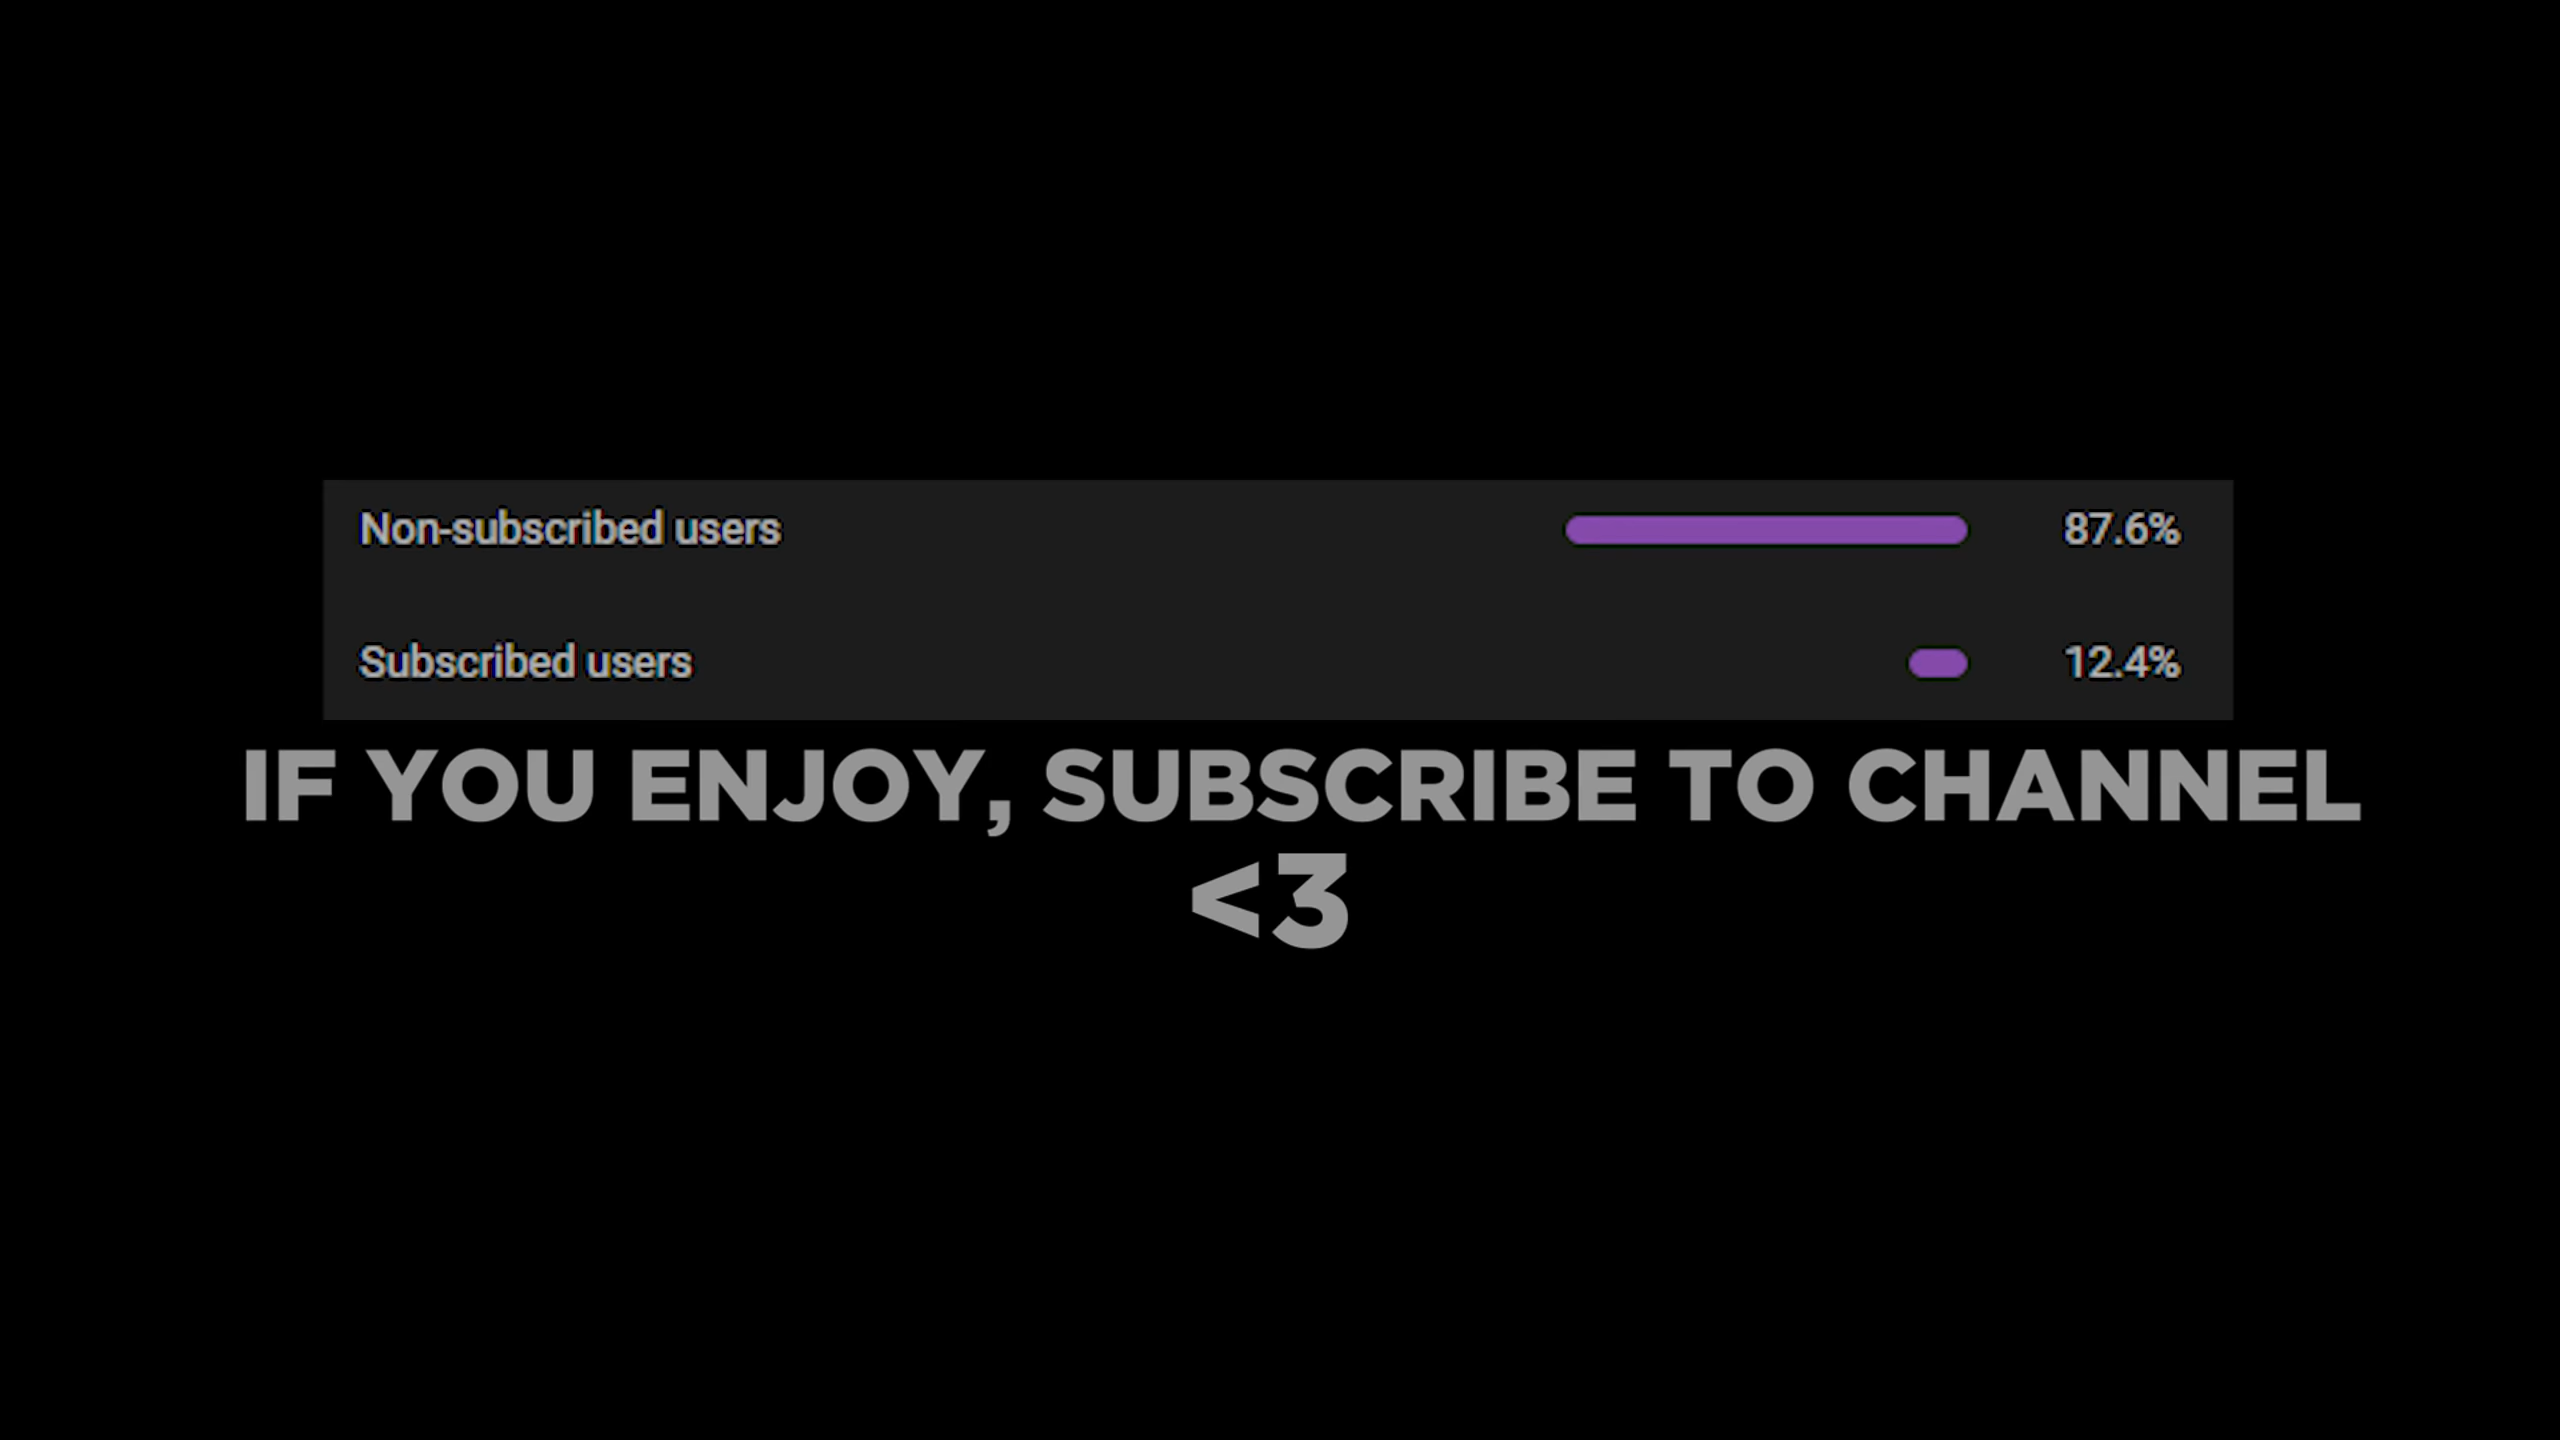 Non-subscribed users 87.6%
Subscribed users 12.4%
IF YOU ENJOY, SUBSCRIBE TO CHANNEL
<3